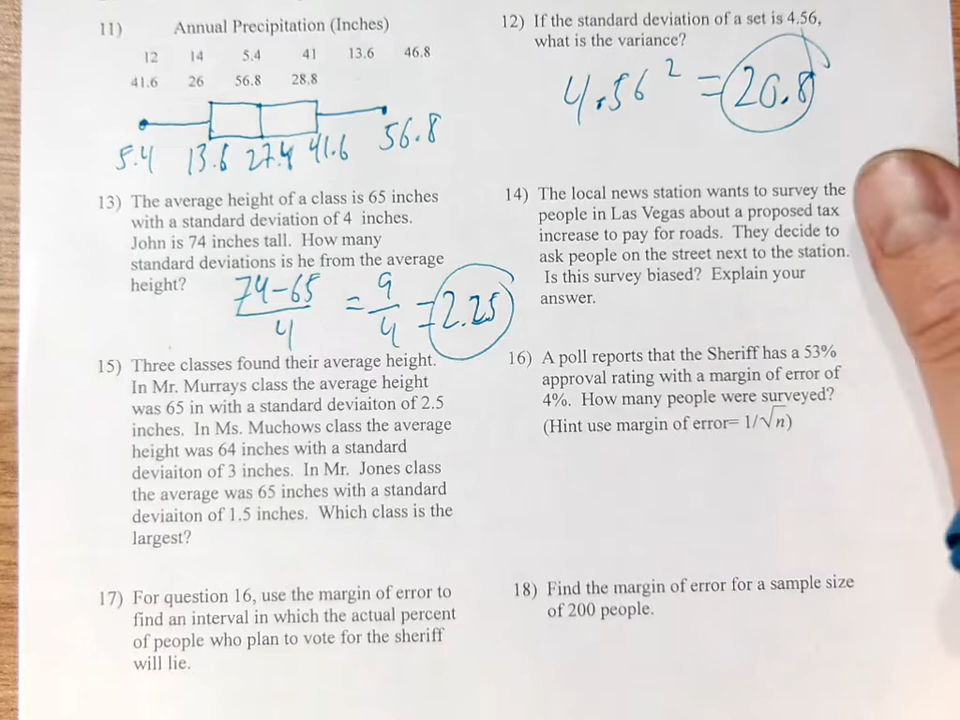 11) Annual Precipitation (Inches)
12 14 5.4 41 13.6 46.8
41.6 26 56.8 28.8
5.4 13.6 27.4 41.6 56.8
12) If the standard deviation of a set is 4.56,
what is the variance?
4.56² = 20.8
13) The average height of a class is 65 inches
with a standard deviation of 4 inches.
John is 74 inches tall. How many
standard deviations is he from the average
height?
74-65/4 = 9/4 = 2.25
14) The local news station wants to survey the
people in Las Vegas about a proposed tax
increase to pay for roads. They decide to
ask people on the street next to the station.
Is this survey biased? Explain your
answer.
15) Three classes found their average height.
In Mr. Murrays class the average height
was 65 in with a standard deviaiton of 2.5
inches. In Ms. Muchows class the average
height was 64 inches with a standard
deviaiton of 3 inches. In Mr. Jones class
the average was 65 inches with a standard
deviaiton of 1.5 inches. Which class is the
largest?
16) A poll reports that the Sheriff has a 53%
approval rating with a margin of error of
4%. How many people were surveyed?
(Hint use margin of error= 1/√n)
17) For question 16, use the margin of error to
find an interval in which the actual percent
of people who plan to vote for the sheriff
will lie.
18) Find the margin of error for a sample size
of 200 people.